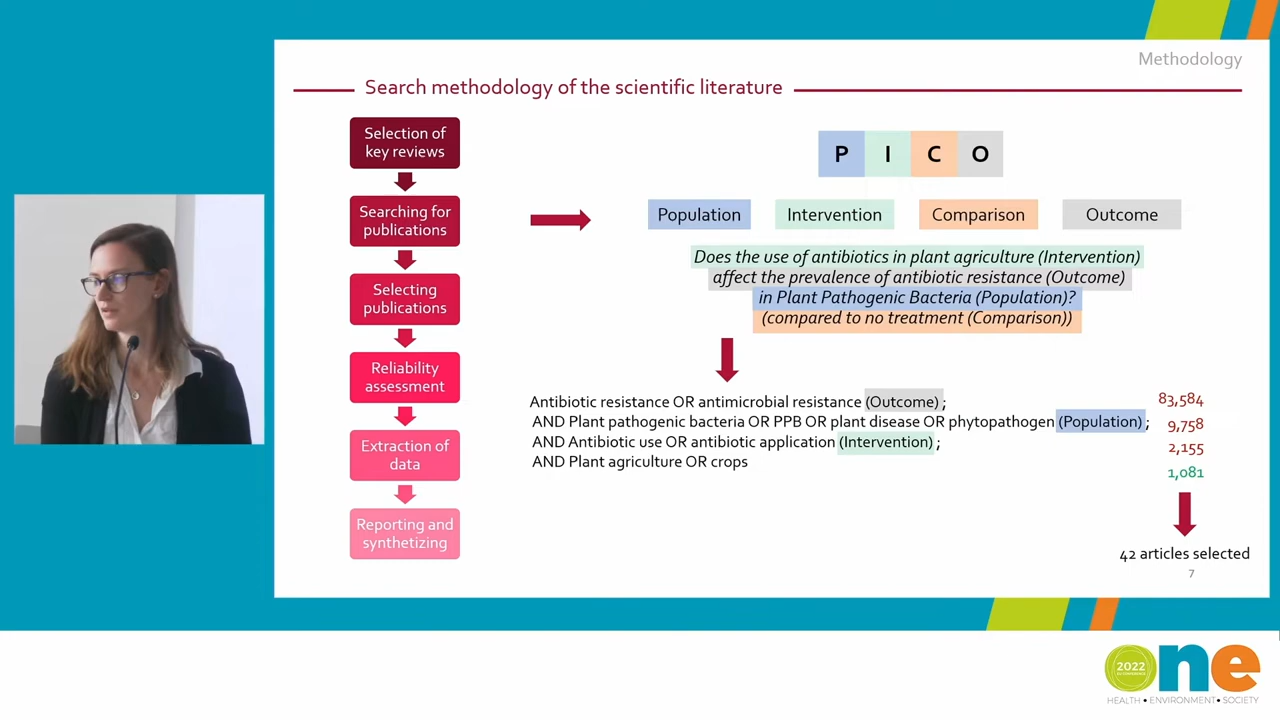 Methodology
Search methodology of the scientific literature
Selection of
key reviews
Searching for
publications
Selecting
publications
Reliability
assessment
Extraction of
data
Reporting and
synthetizing
P I C O
Population Intervention Comparison Outcome
Does the use of antibiotics in plant agriculture (Intervention)
affect the prevalence of antibiotic resistance (Outcome)
in Plant Pathogenic Bacteria (Population)?
(compared to no treatment (Comparison))
Antibiotic resistance OR antimicrobial resistance (Outcome) ; 83,584
AND Plant pathogenic bacteria OR PPB OR plant disease OR phytopathogen (Population) ; 9,758
AND Antibiotic use OR antibiotic application (Intervention) ; 2,155
AND Plant agriculture OR crops 1,081
42 articles selected
7
2022
one
HEALTH • ENVIRONMENT • SOCIETY